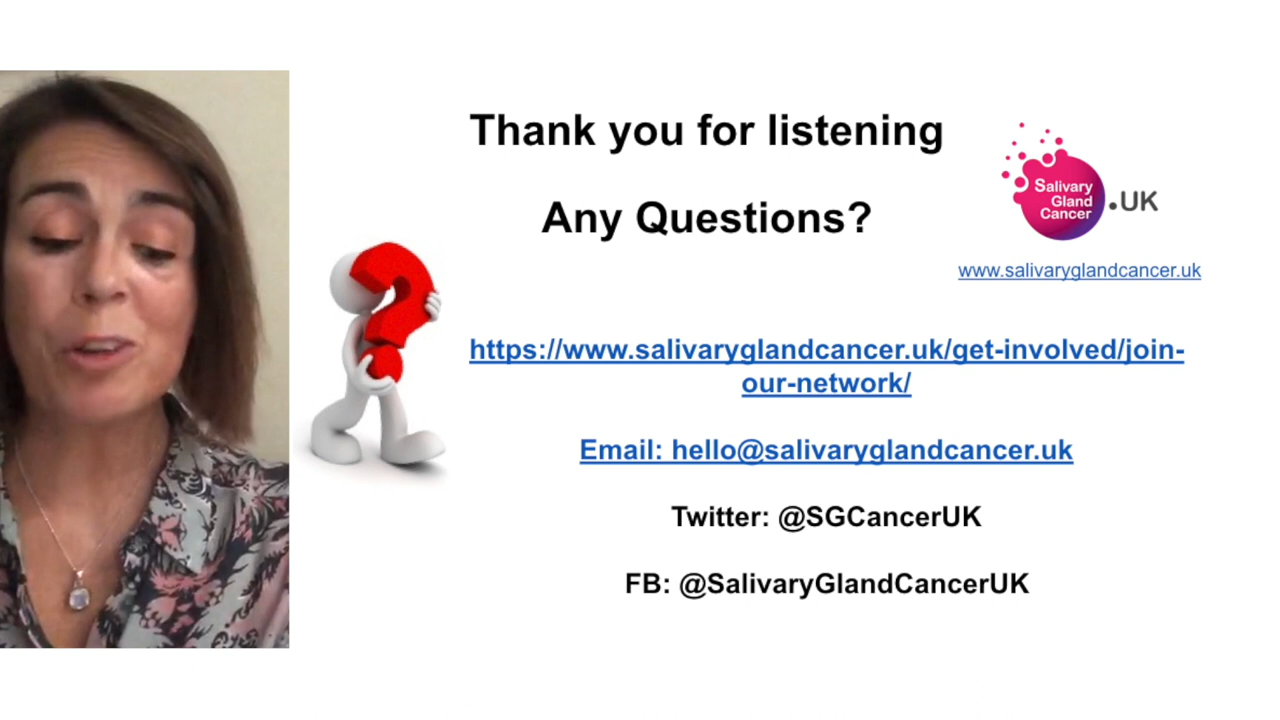 Thank you for listening
Any Questions?
Salivary
Gland
Cancer
.UK
www.salivaryglandcancer.uk
https://www.salivaryglandcancer.uk/get-involved/join-
our-network/
Email: hello@salivaryglandcancer.uk
Twitter: @SGCancerUK
FB: @SalivaryGlandCancerUK